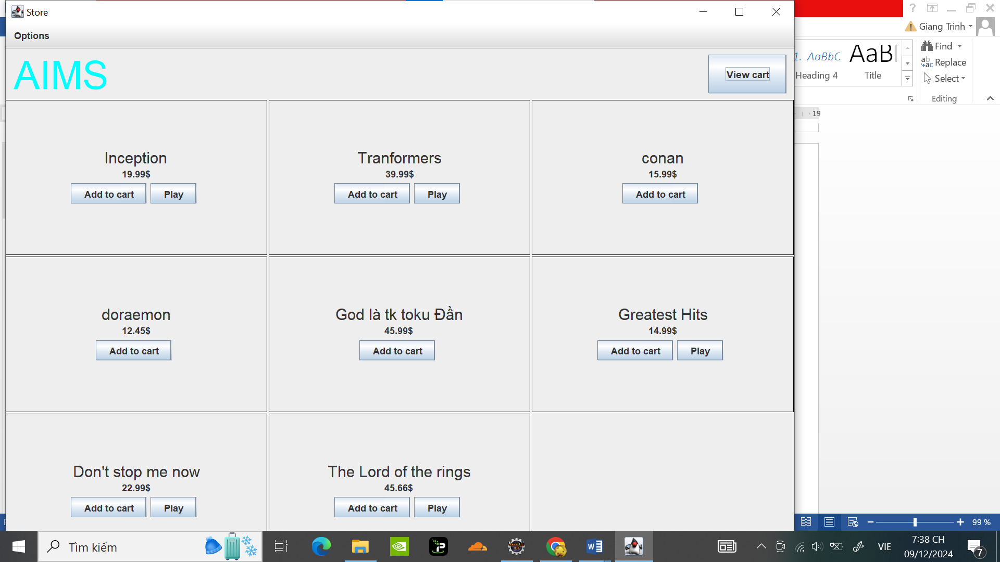 Store
Options
AIMS
View cart
Inception
19.99$
Add to cart Play
Tranformers
39.99$
Add to cart Play
conan
15.99$
Add to cart
doraemon
12.45$
Add to cart
God là tk toku Đần
45.99$
Add to cart
Greatest Hits
14.99$
Add to cart Play
Don't stop me now
22.99$
Add to cart Play
The Lord of the rings
45.66$
Add to cart Play
?
Giang Trinh
1. AaBbC
Heading 4
Title
Find
Replace
Select
Editing
19
99 %
Tìm kiếm
Java EE
IDE
VIE
7:38 CH
09/12/2024
7